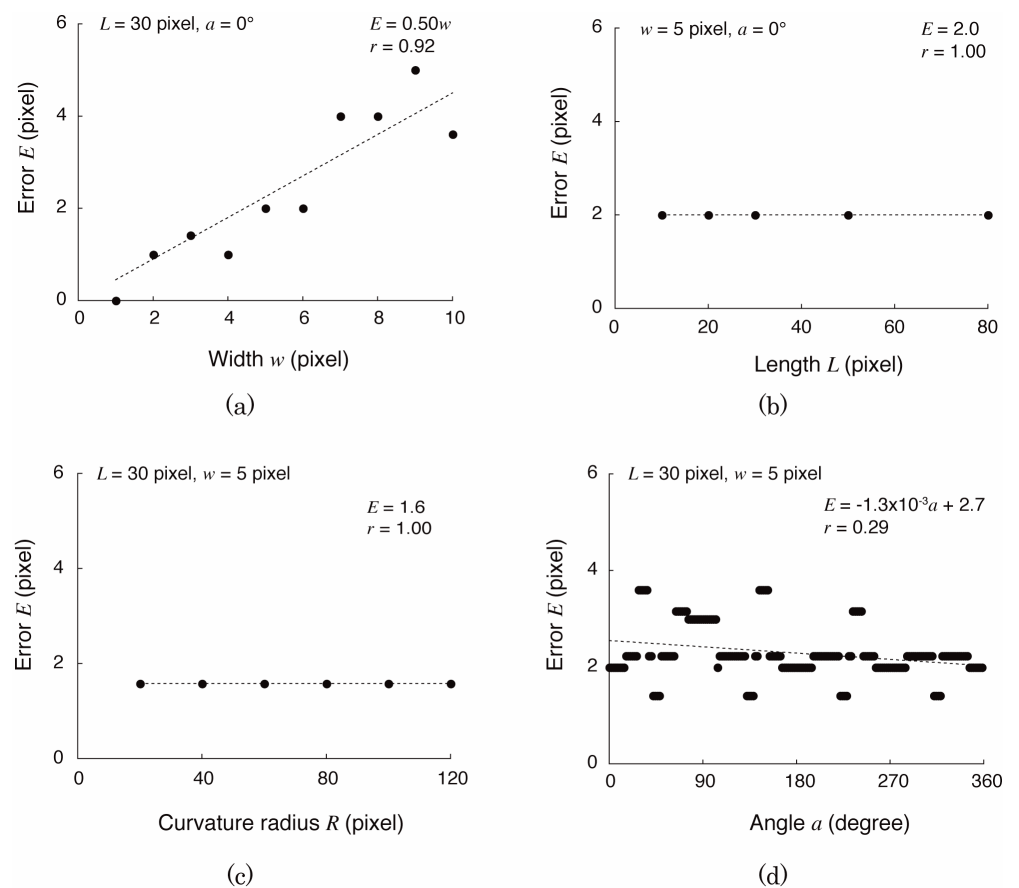 L = 30 pixel, a = 0°
E = 0.50w
r = 0.92
6
4
2
0
Error E (pixel)
0 2 4 6 8 10
Width w (pixel)
(a)
w = 5 pixel, a = 0°
E = 2.0
r = 1.00
6
4
2
0
Error E (pixel)
0 20 40 60 80
Length L (pixel)
(b)
L = 30 pixel, w = 5 pixel
E = 1.6
r = 1.00
6
4
2
0
Error E (pixel)
0 40 80 120
Curvature radius R (pixel)
(c)
L = 30 pixel, w = 5 pixel
E = -1.3x10⁻³a + 2.7
r = 0.29
6
4
2
0
Error E (pixel)
0 90 180 270 360
Angle a (degree)
(d)